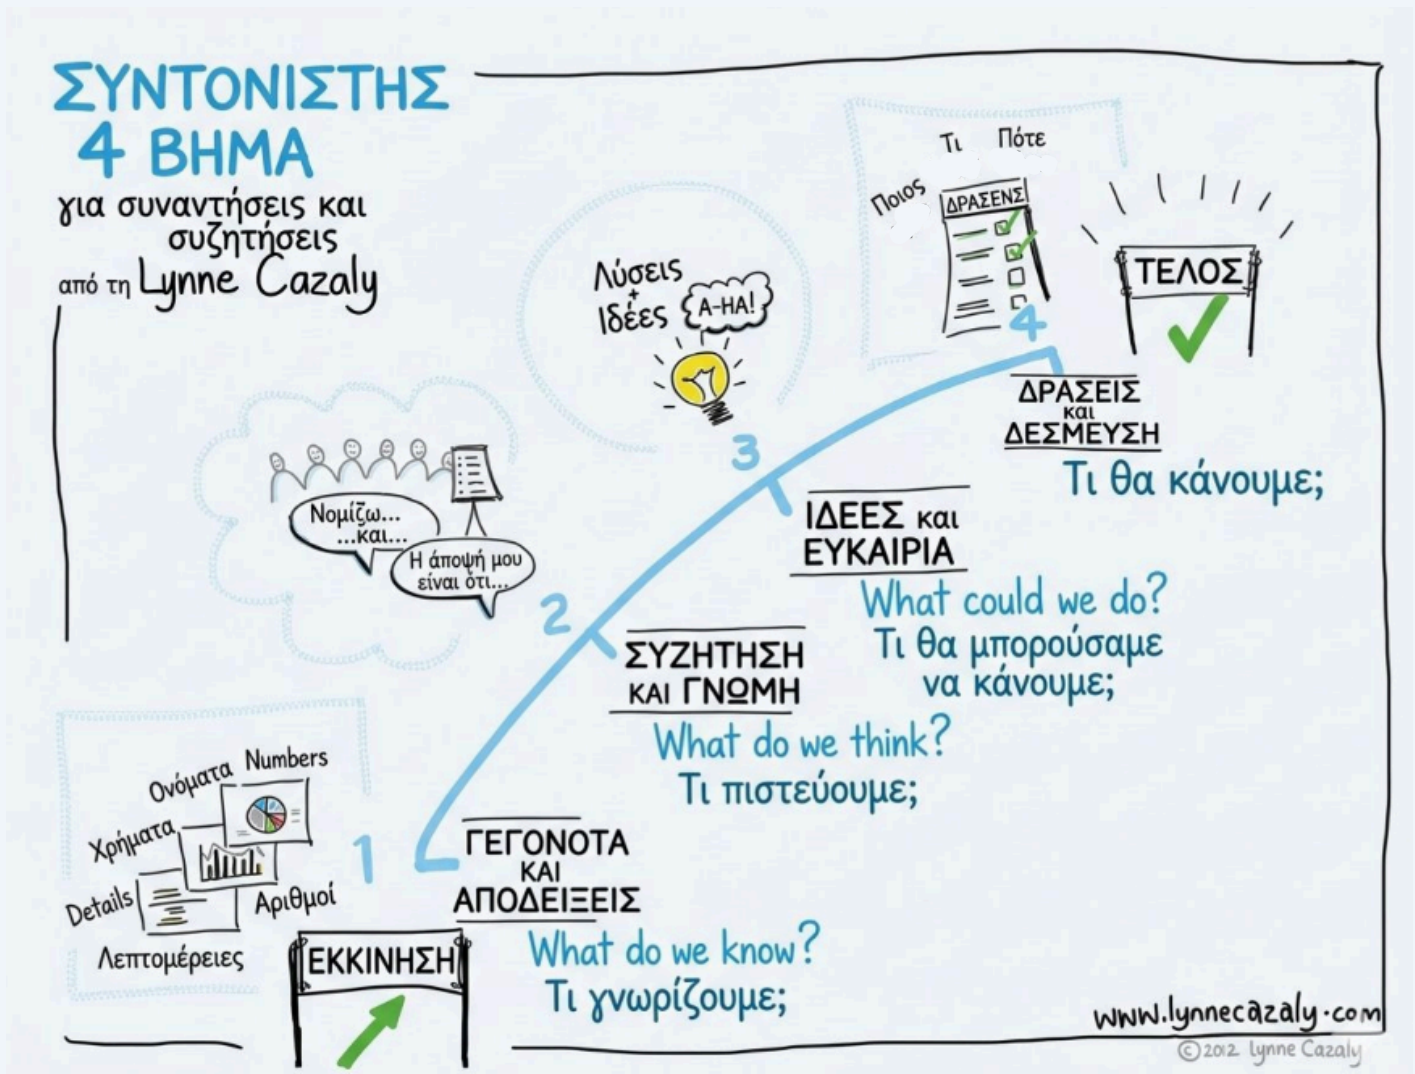 ΣΥΝΤΟΝΙΣΤΗΣ
4 ΒΗΜΑ
για συναντήσεις και
συζητήσεις
από τη Lynne Cazaly
Τι Πότε
Ποιος
ΔΡΑΣΕΝΣ
ΤΕΛΟΣ
4
ΔΡΑΣΕΙΣ
και
ΔΕΣΜΕΥΣΗ
Τι θα κάνουμε;
Λύσεις
+
Ιδέες
Α-ΗΑ!
3
ΙΔΕΕΣ και
ΕΥΚΑΙΡΙΑ
What could we do?
Τι θα μπορούσαμε
να κάνουμε;
Νομίζω...
...και...
Η άποψή μου
είναι ότι...
2
ΣΥΖΗΤΗΣΗ
ΚΑΙ ΓΝΩΜΗ
What do we think?
Τι πιστεύουμε;
Ονόματα Numbers
Χρήματα
Details
Αριθμοί
Λεπτομέρειες
1
ΓΕΓΟΝΟΤΑ
ΚΑΙ
ΑΠΟΔΕΙΞΕΙΣ
What do we know?
Τι γνωρίζουμε;
ΕΚΚΙΝΗΣΗ
www.lynnecazaly.com
©2012 Lynne Cazaly